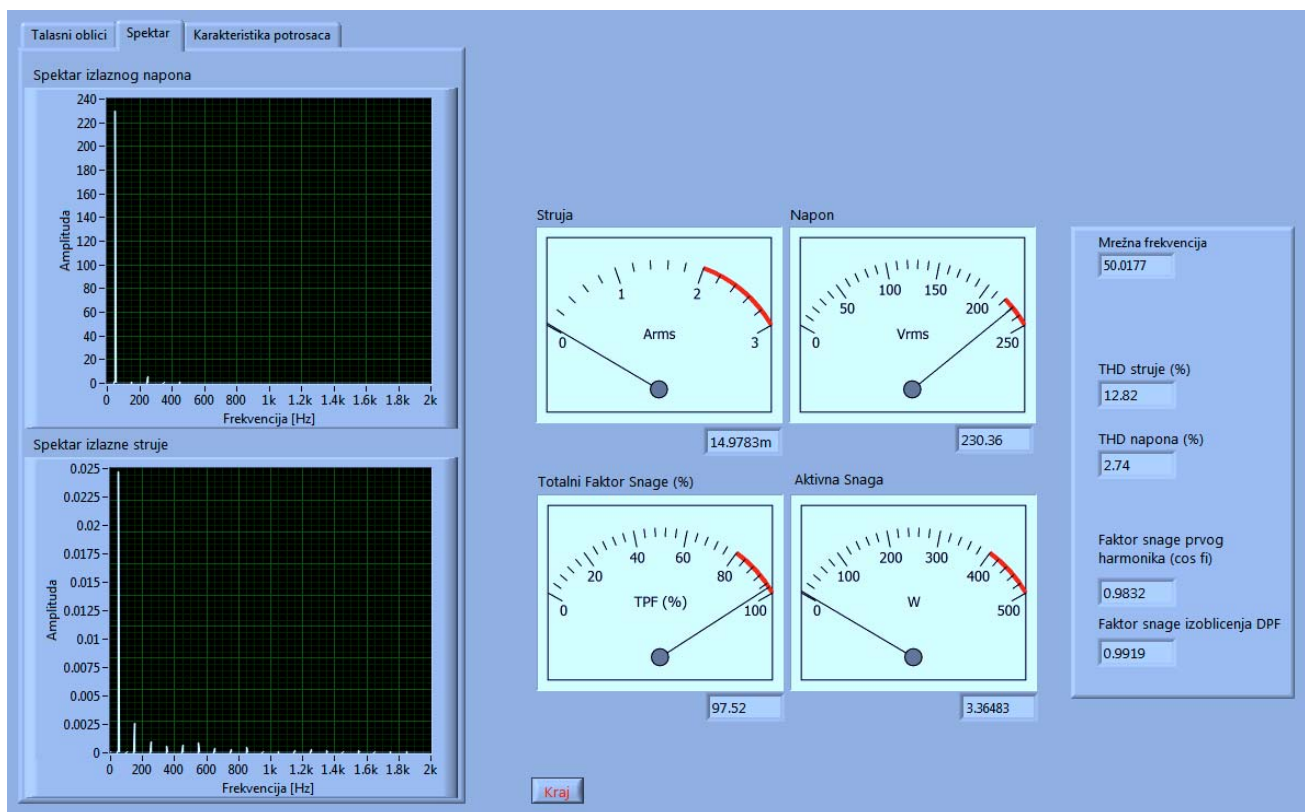 Talasni oblici
Spektar
Karakteristika potrosaca
Spektar izlaznog napona
240
220
200
180
160
140
120
100
80
60
40
20
0
Amplituda
0 200 400 600 800 1k 1.2k 1.4k 1.6k 1.8k 2k
Frekvencija [Hz]
Spektar izlazne struje
0.025
0.0225
0.02
0.0175
0.015
0.0125
0.01
0.0075
0.005
0.0025
0
Amplituda
0 200 400 600 800 1k 1.2k 1.4k 1.6k 1.8k 2k
Frekvencija [Hz]
Struja
0 1 2 3
Arms
14.9783m
Napon
0 50 100 150 200 250
Vrms
230.36
Totalni Faktor Snage (%)
0 20 40 60 80 100
TPF (%)
97.52
Aktivna Snaga
0 100 200 300 400 500
W
3.36483
Mrežna frekvencija
50.0177
THD struje (%)
12.82
THD napona (%)
2.74
Faktor snage prvog
harmonika (cos fi)
0.9832
Faktor snage izoblicenja DPF
0.9919
Kraj